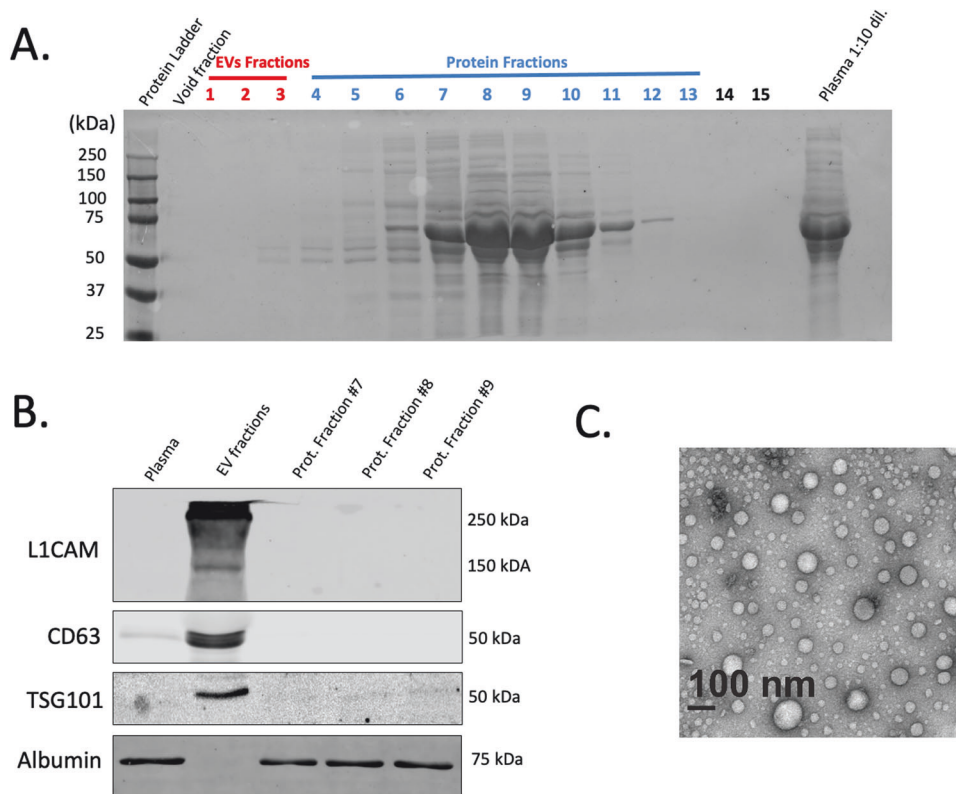 A.
Protein Ladder
Void fraction
EVs Fractions
Protein Fractions
Plasma 1:10 dil.
1 2 3 4 5 6 7 8 9 10 11 12 13 14 15
(kDa)
250
150
100
75
50
37
25
B.
Plasma
EV fractions
Prot. Fraction #7
Prot. Fraction #8
Prot. Fraction #9
L1CAM
250 kDa
150 kDA
CD63
50 kDa
TSG101
50 kDa
Albumin
75 kDa
C.
100 nm